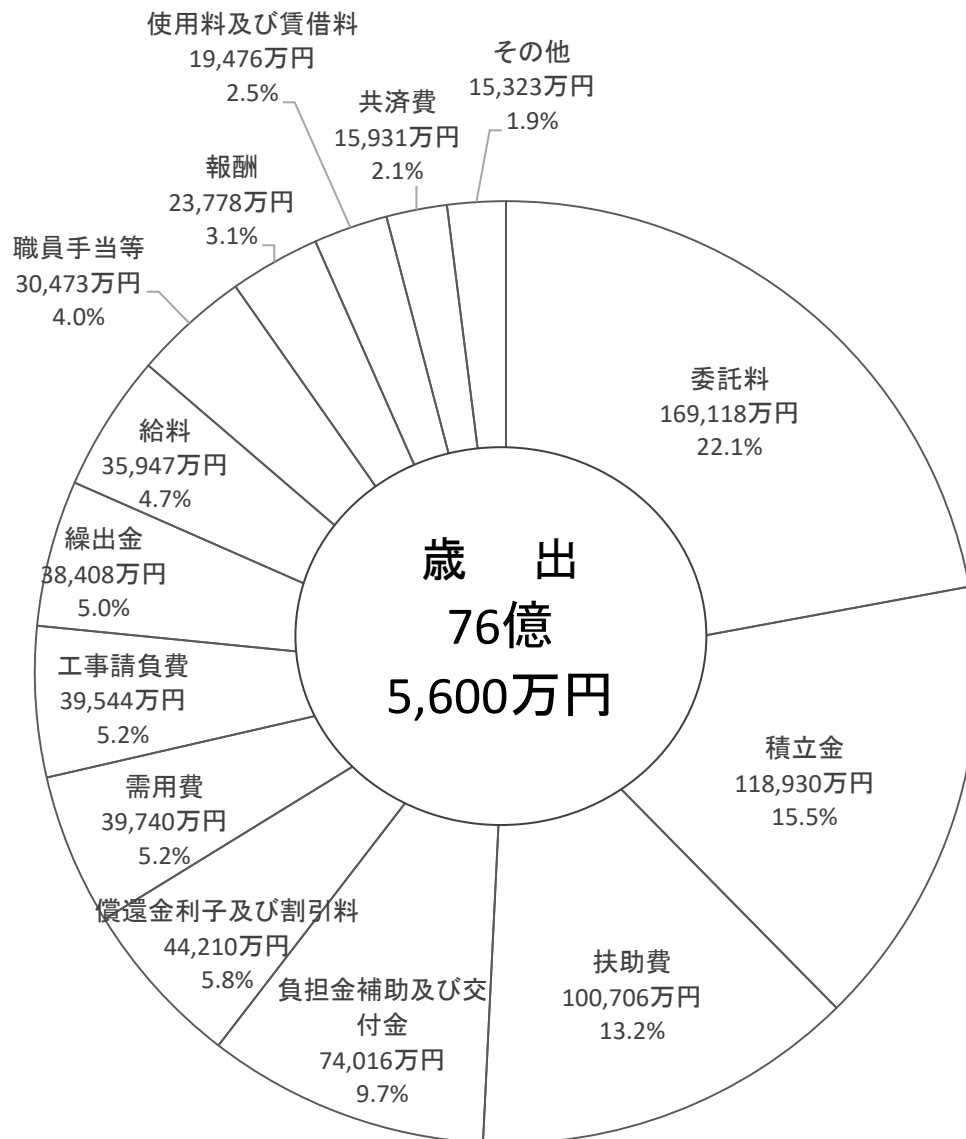 使用料及び賃借料
19,476万円
2.5%
その他
15,323万円
1.9%
共済費
15,931万円
2.1%
報酬
23,778万円
3.1%
職員手当等
30,473万円
4.0%
委託料
169,118万円
22.1%
給料
35,947万円
4.7%
繰出金
38,408万円
5.0%
歳　出
76億
5,600万円
工事請負費
39,544万円
5.2%
積立金
118,930万円
15.5%
需用費
39,740万円
5.2%
償還金利子及び割引料
44,210万円
5.8%
扶助費
100,706万円
13.2%
負担金補助及び交
付金
74,016万円
9.7%